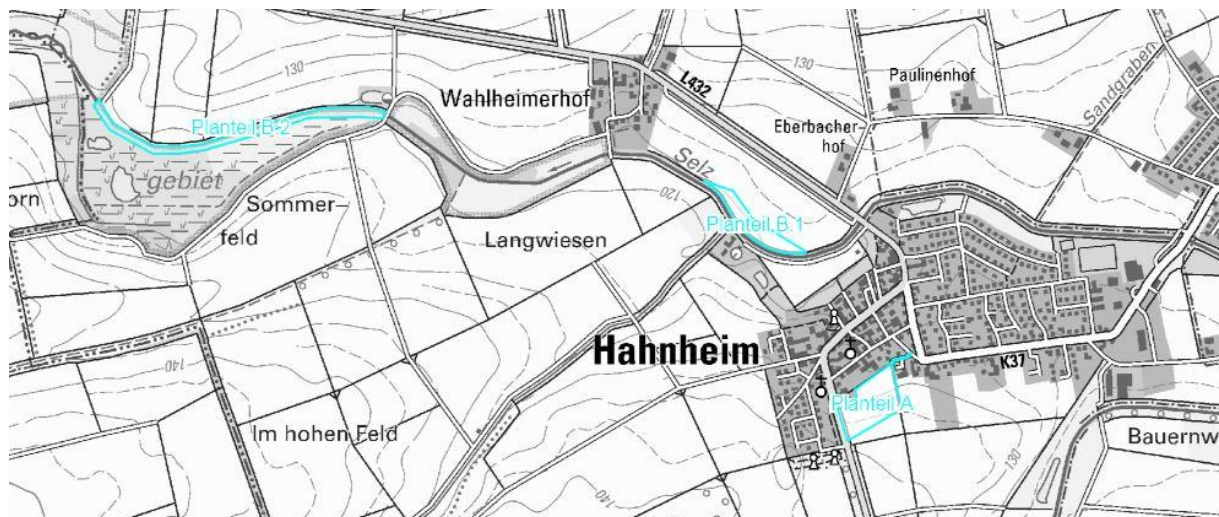 130
Wahlheimerhof
L432
130
Paulinenhof
Sandgraben
Eberbacher-
hof
Planteil B.2
gebiet
orn
Sommer-
feld
Selz
120
Planteil B.1
Langwiesen
Hahnheim
K37
140
Planteil A
Im hohen Feld
Bauernw
130
140